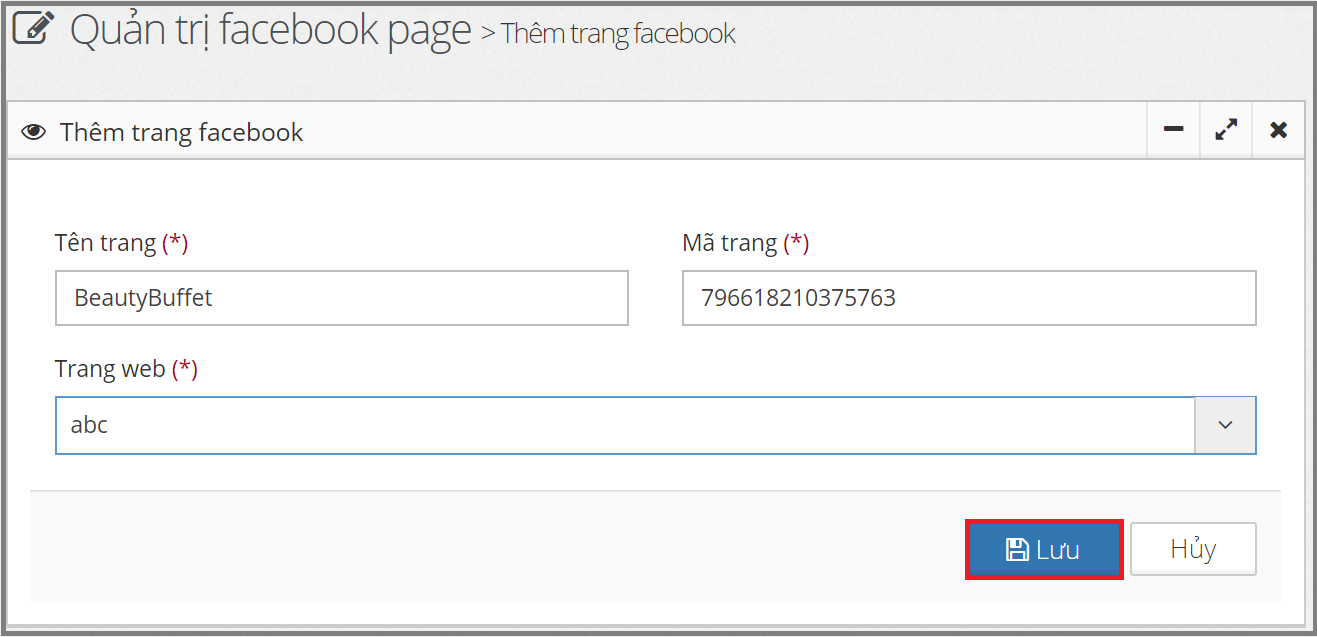 Quản trị facebook page > Thêm trang facebook
Thêm trang facebook
Tên trang (*)
Mã trang (*)
BeautyBuffet
796618210375763
Trang web (*)
abc
Lưu
Hủy